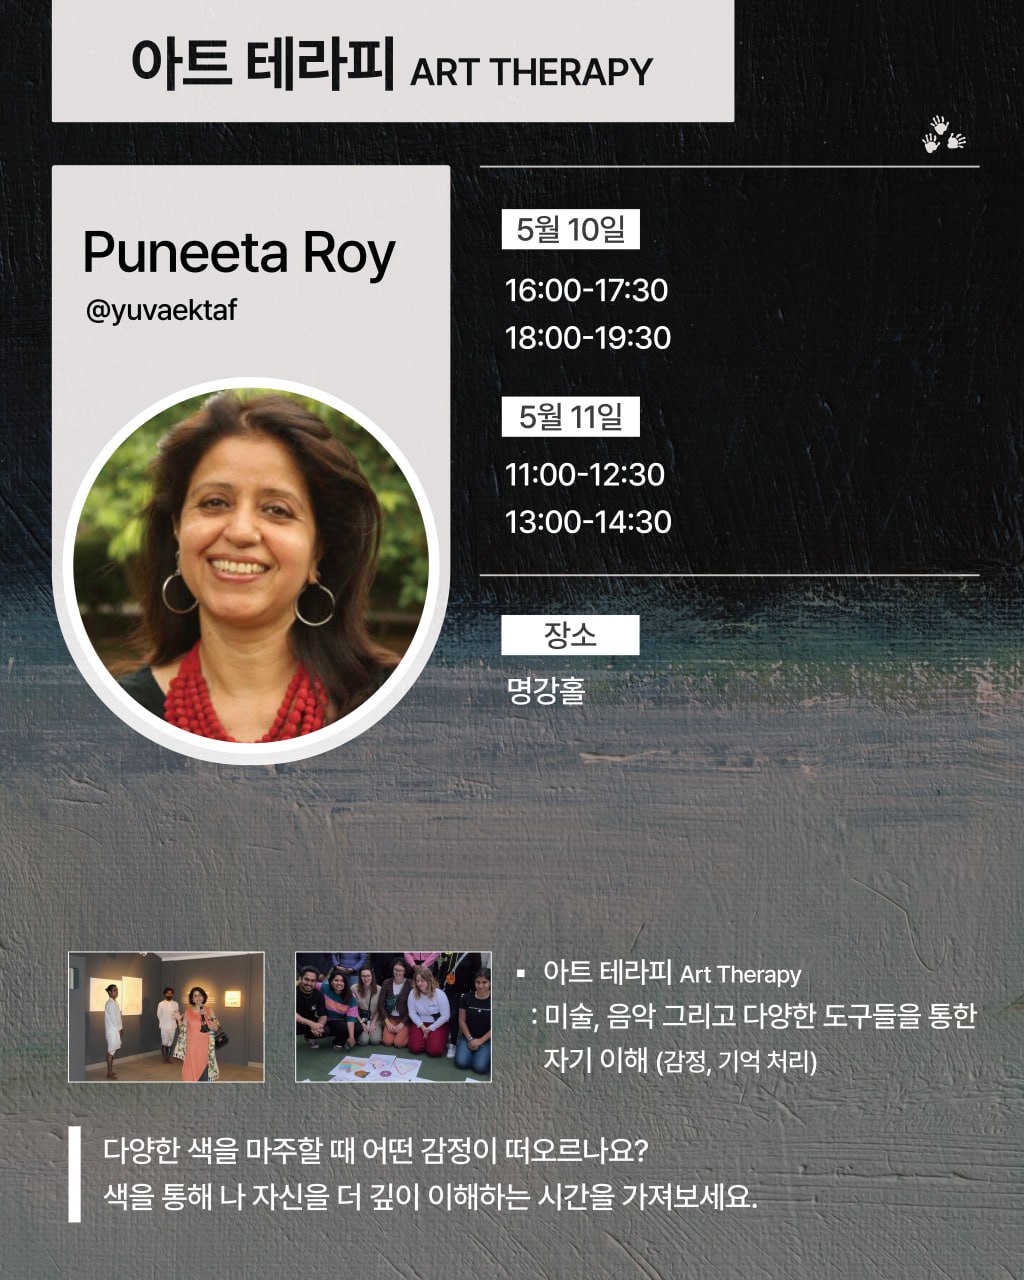 아트 테라피 ART THERAPY
Puneeta Roy
@yuvaektaf
5월 10일
16:00-17:30
18:00-19:30
5월 11일
11:00-12:30
13:00-14:30
장소
명강홀
▪ 아트 테라피 Art Therapy
: 미술, 음악 그리고 다양한 도구들을 통한
자기 이해 (감정, 기억 처리)
다양한 색을 마주할 때 어떤 감정이 떠오르나요?
색을 통해 나 자신을 더 깊이 이해하는 시간을 가져보세요.